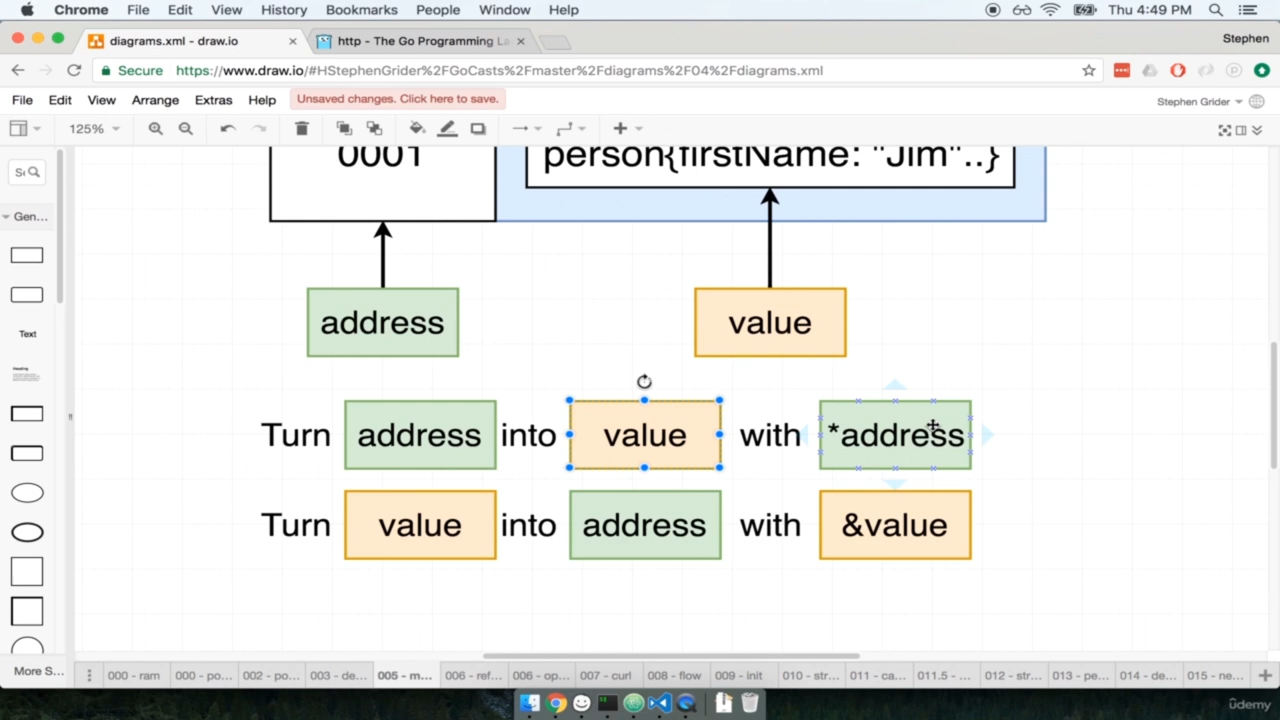 Chrome File Edit View History Bookmarks People Window Help Thu 4:49 PM
diagrams.xml - draw.io http - The Go Programming La Stephen
Secure https://www.draw.io/#HStephenGrider%2FGoCasts%2Fmaster%2Fdiagrams%2F04%2Fdiagrams.xml
File Edit View Arrange Extras Help Unsaved changes. Click here to save. Stephen Grider
125%
0001 person{firstName: "Jim"..}
Gen...
address value
Text
Heading
Turn address into value with *address
Turn value into address with &value
More S... 000 - ram 000 - po... 002 - po... 003 - de... 005 - m... 006 - ref... 006 - op... 007 - curl 008 - flow 009 - init 010 - str... 011 - ca... 011.5 - ... 012 - str... 013 - pe... 014 - de... 015 - ne...
ûdemy